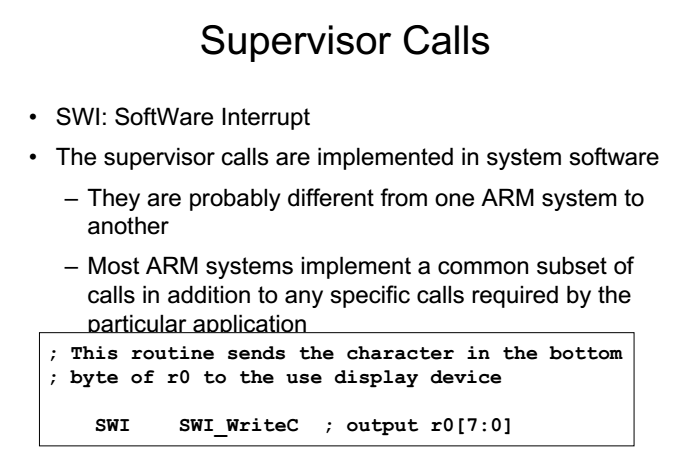 Supervisor Calls
• SWI: SoftWare Interrupt
• The supervisor calls are implemented in system software
– They are probably different from one ARM system to
another
– Most ARM systems implement a common subset of
calls in addition to any specific calls required by the
particular application
; This routine sends the character in the bottom
; byte of r0 to the use display device
SWI SWI_WriteC ; output r0[7:0]